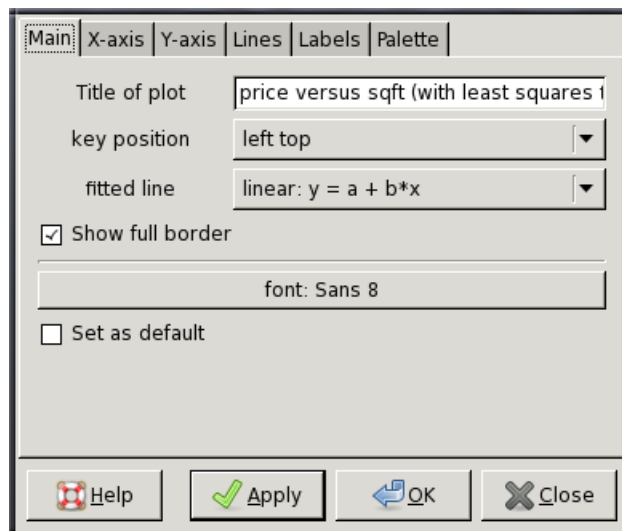 Main X-axis Y-axis Lines Labels Palette
Title of plot price versus sqft (with least squares
key position left top
fitted line linear: y = a + b*x
Show full border
font: Sans 8
Set as default
Help Apply OK Close